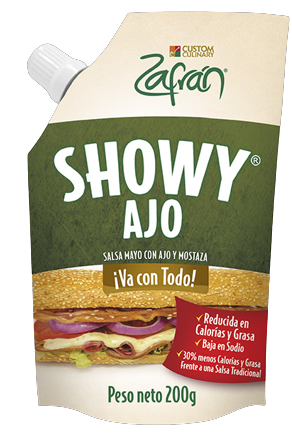 CUSTOM
CULINARY
Zafrán®
SHOWY®
AJO
SALSA MAYO CON AJO Y MOSTAZA
¡Va con Todo!
✓Reducida en
Calorías y Grasa
✓Baja en Sodio
✓30% menos Calorías y Grasa
Frente a una Salsa Tradicional
Peso neto 200g